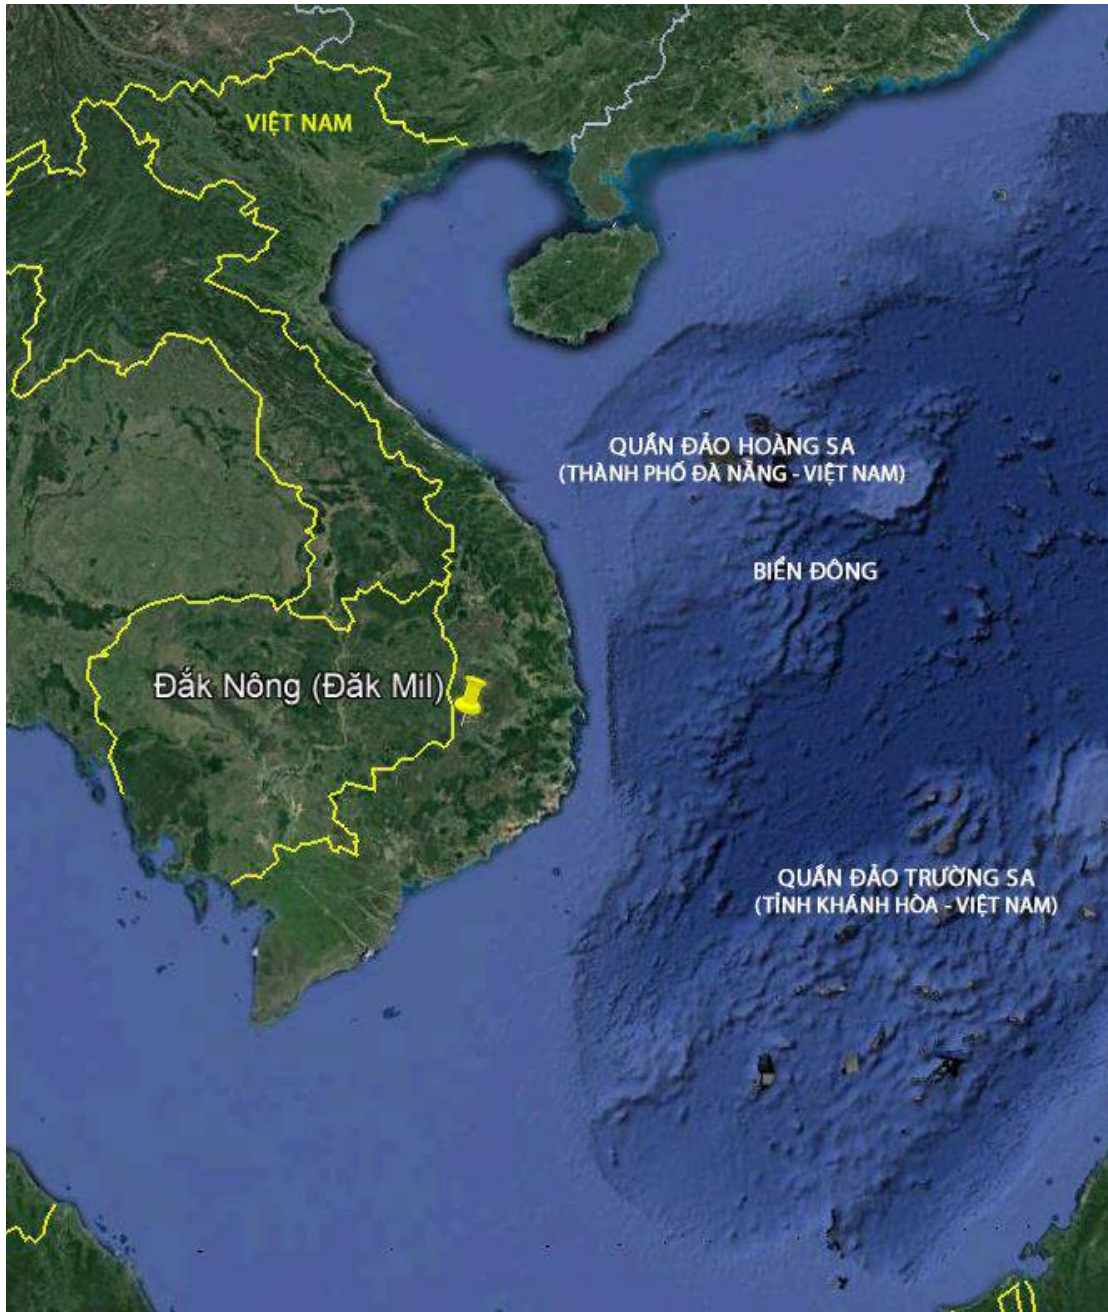 VIỆT NAM
QUẦN ĐẢO HOÀNG SA
(THÀNH PHỐ ĐÀ NẴNG - VIỆT NAM)
BIỂN ĐÔNG
Đắk Nông (Đăk Mil)
QUẦN ĐẢO TRƯỜNG SA
(TỈNH KHÁNH HÒA - VIỆT NAM)